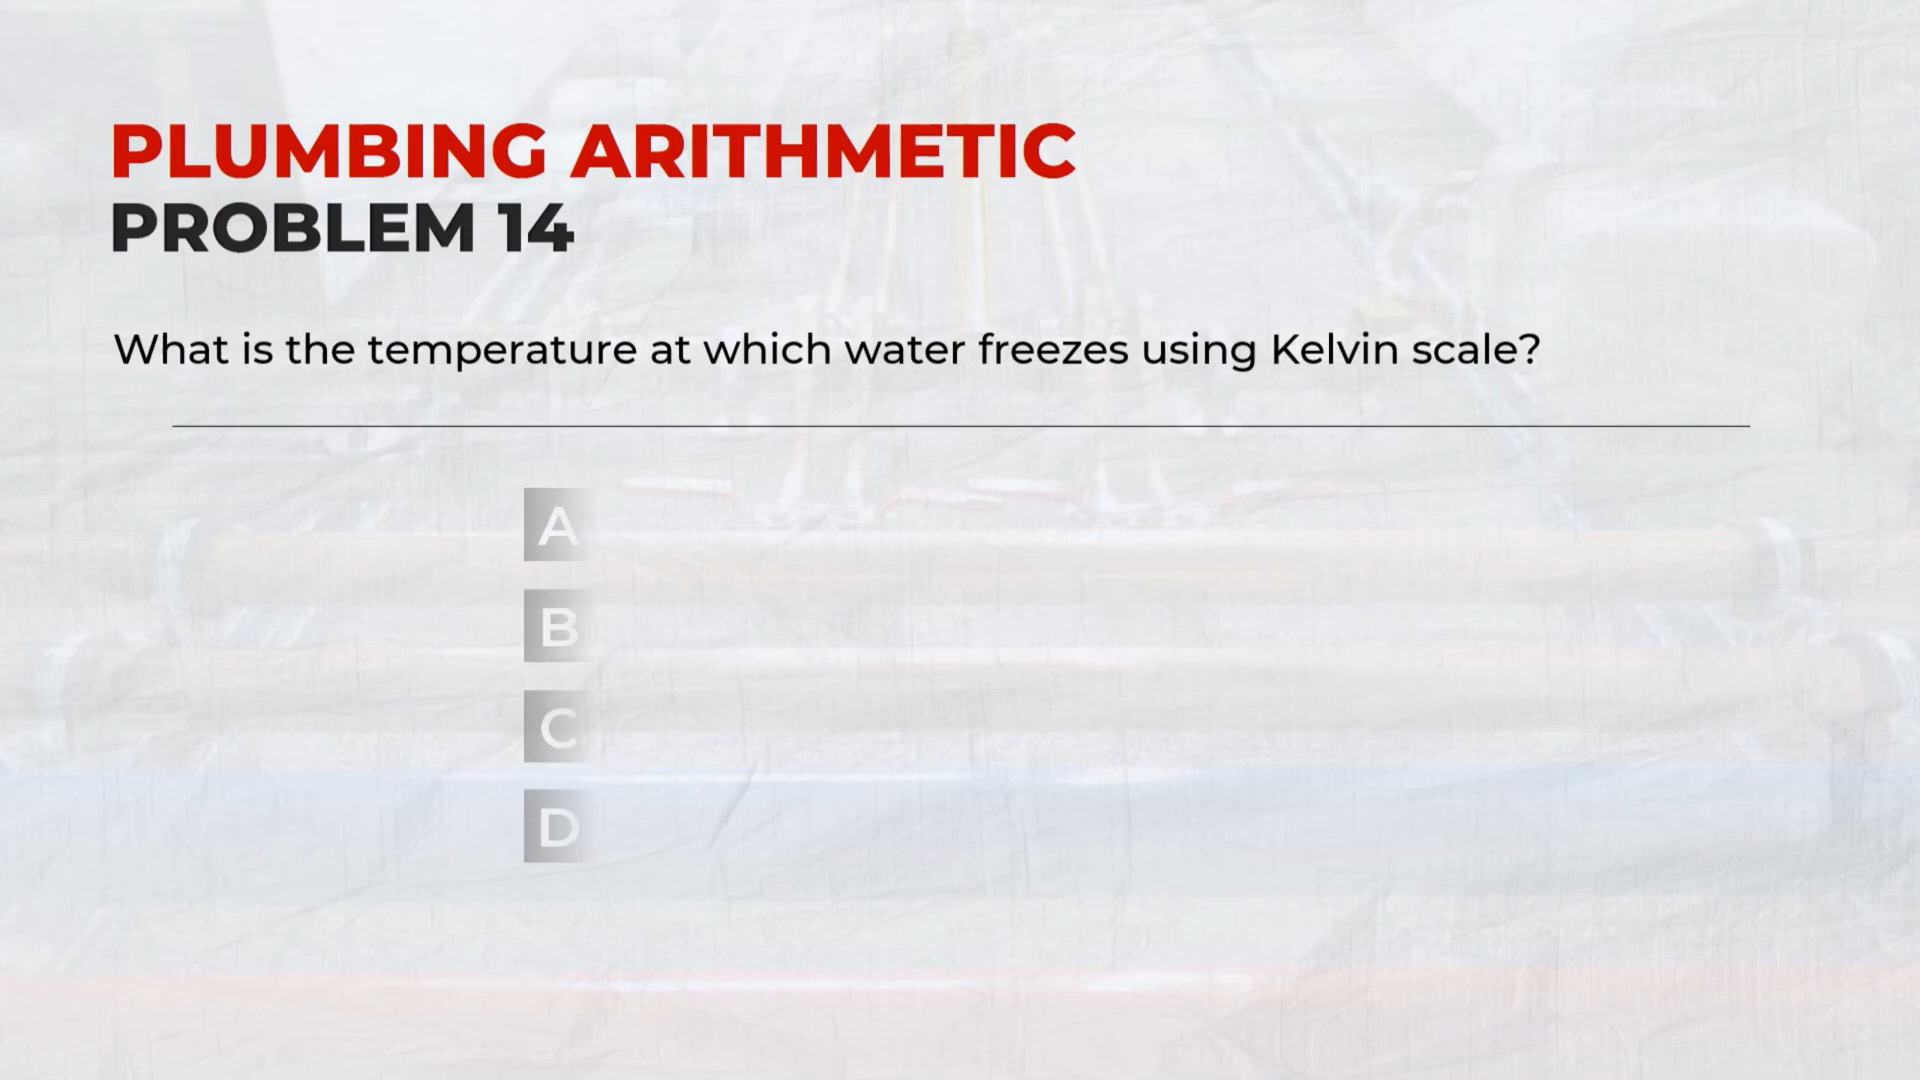 PLUMBING ARITHMETIC
PROBLEM 14
What is the temperature at which water freezes using Kelvin scale?
A
B
C
D